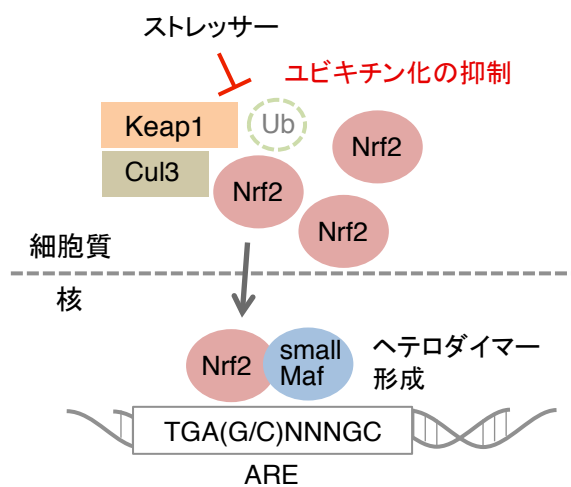 ストレッサー
ユビキチン化の抑制
Keap1
Ub
Nrf2
Cul3
Nrf2
Nrf2
細胞質
核
Nrf2
small
Maf
ヘテロダイマー
形成
TGA(G/C)NNNGC
ARE